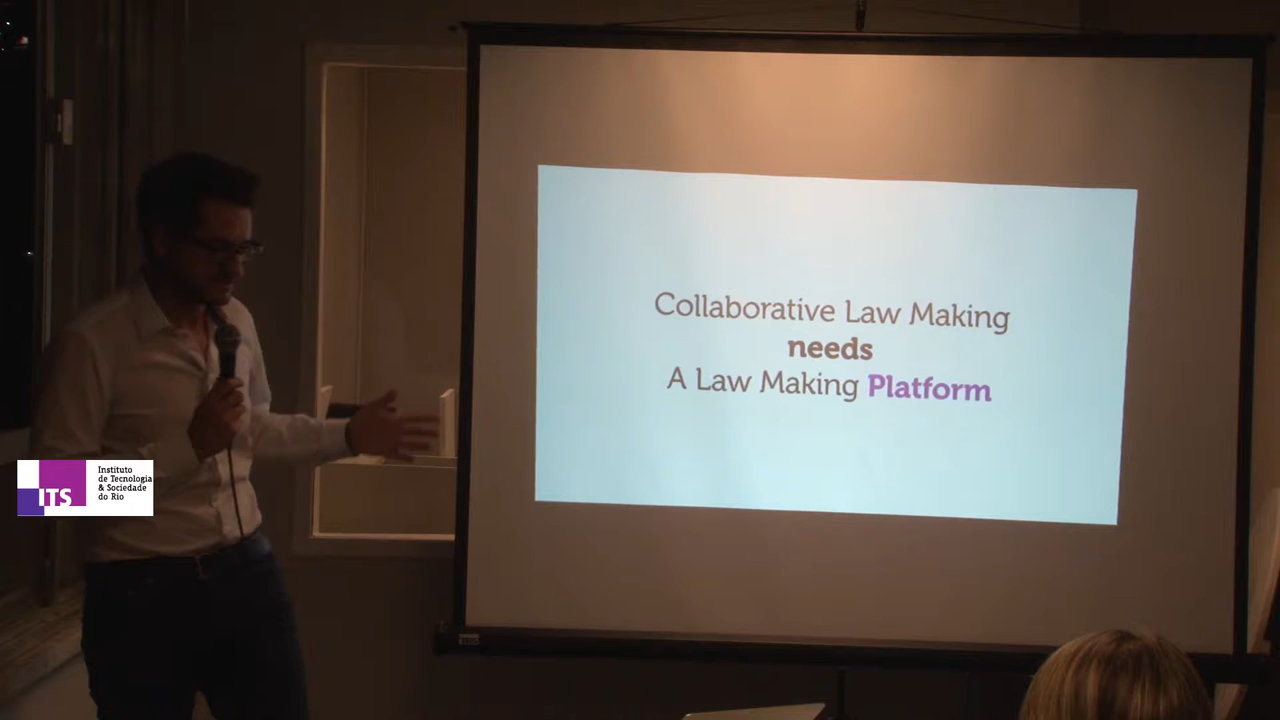 Collaborative Law Making
needs
A Law Making Platform
ITS
Instituto
de Tecnologia
& Sociedade
do Rio